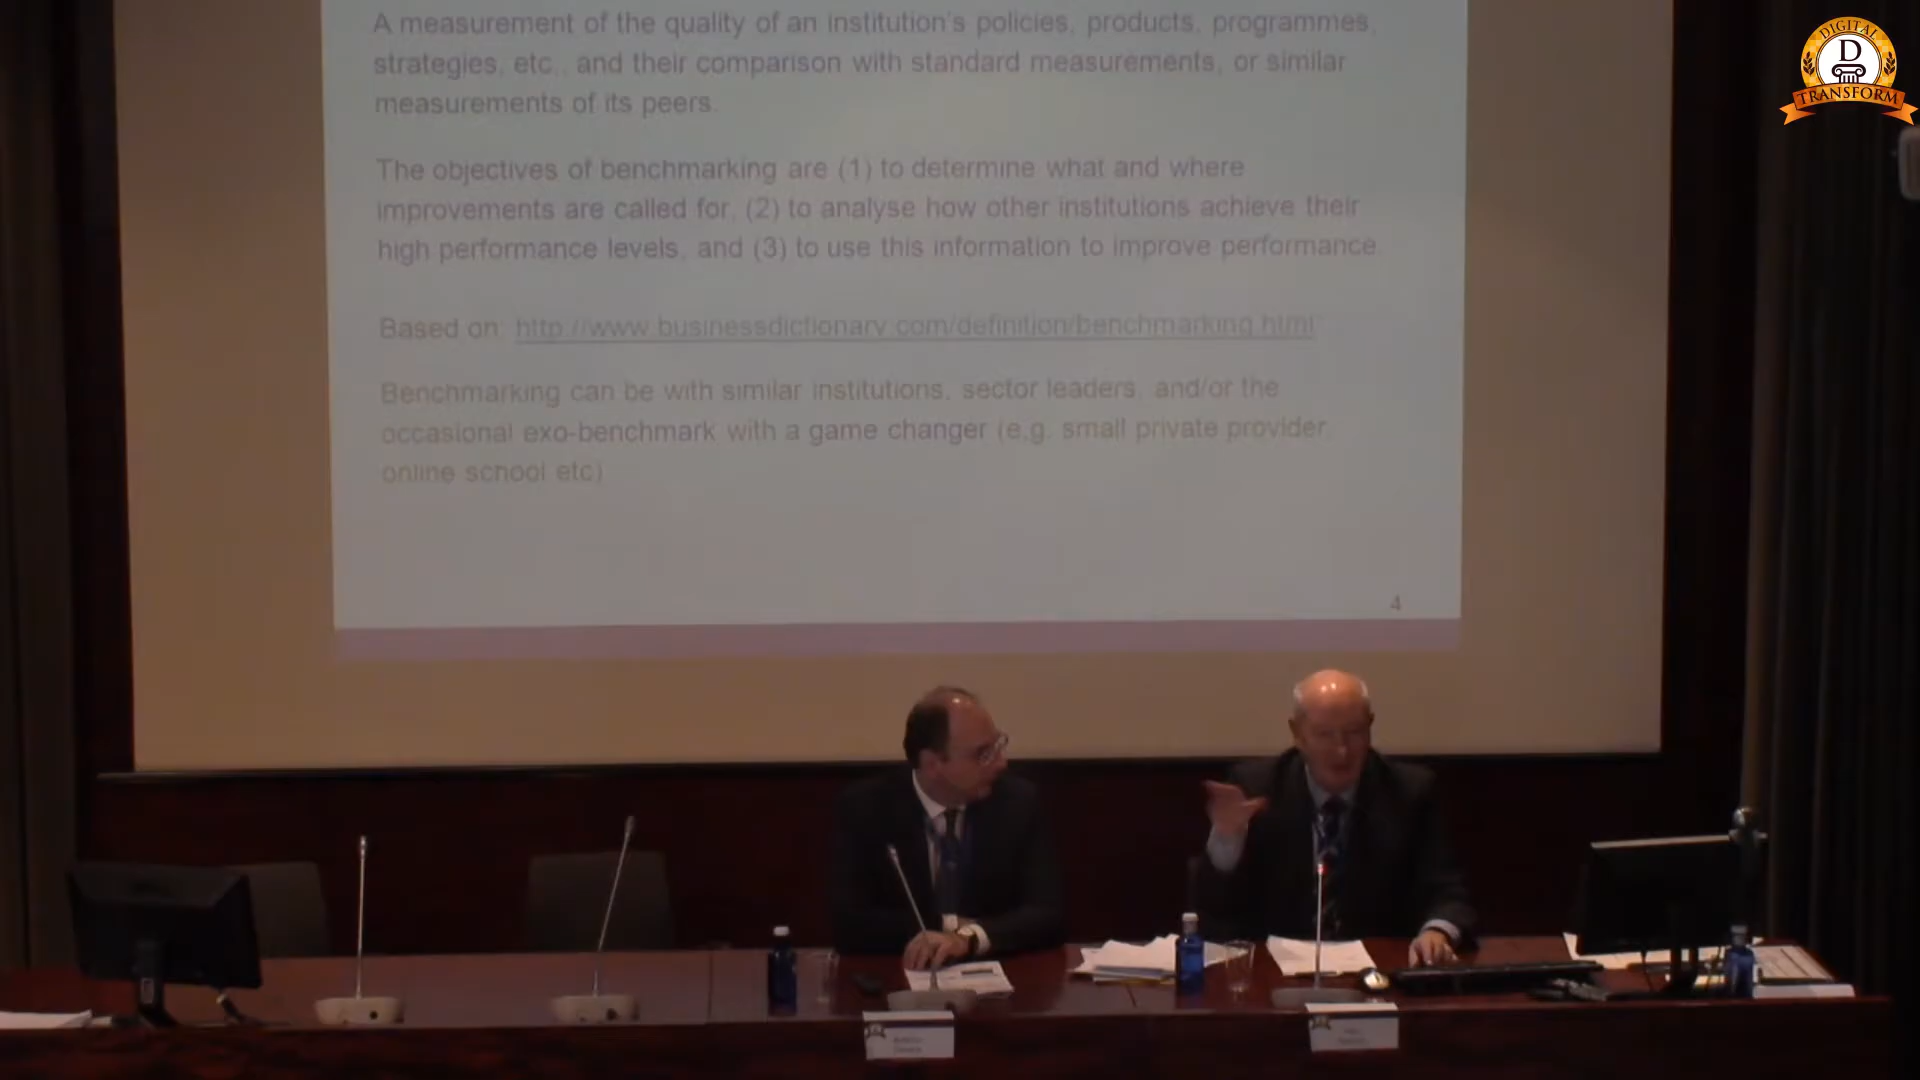 A measurement of the quality of an institution's policies, products, programmes,
strategies, etc., and their comparison with standard measurements, or similar
measurements of its peers.
The objectives of benchmarking are (1) to determine what and where
improvements are called for, (2) to analyse how other institutions achieve their
high performance levels, and (3) to use this information to improve performance.
Based on: http://www.businessdictionary.com/definition/benchmarking.html
Benchmarking can be with similar institutions, sector leaders, and/or the
occasional exo-benchmark with a game changer (e.g. small private provider,
online school etc)
4
DIGITAL
D
TRANSFORM